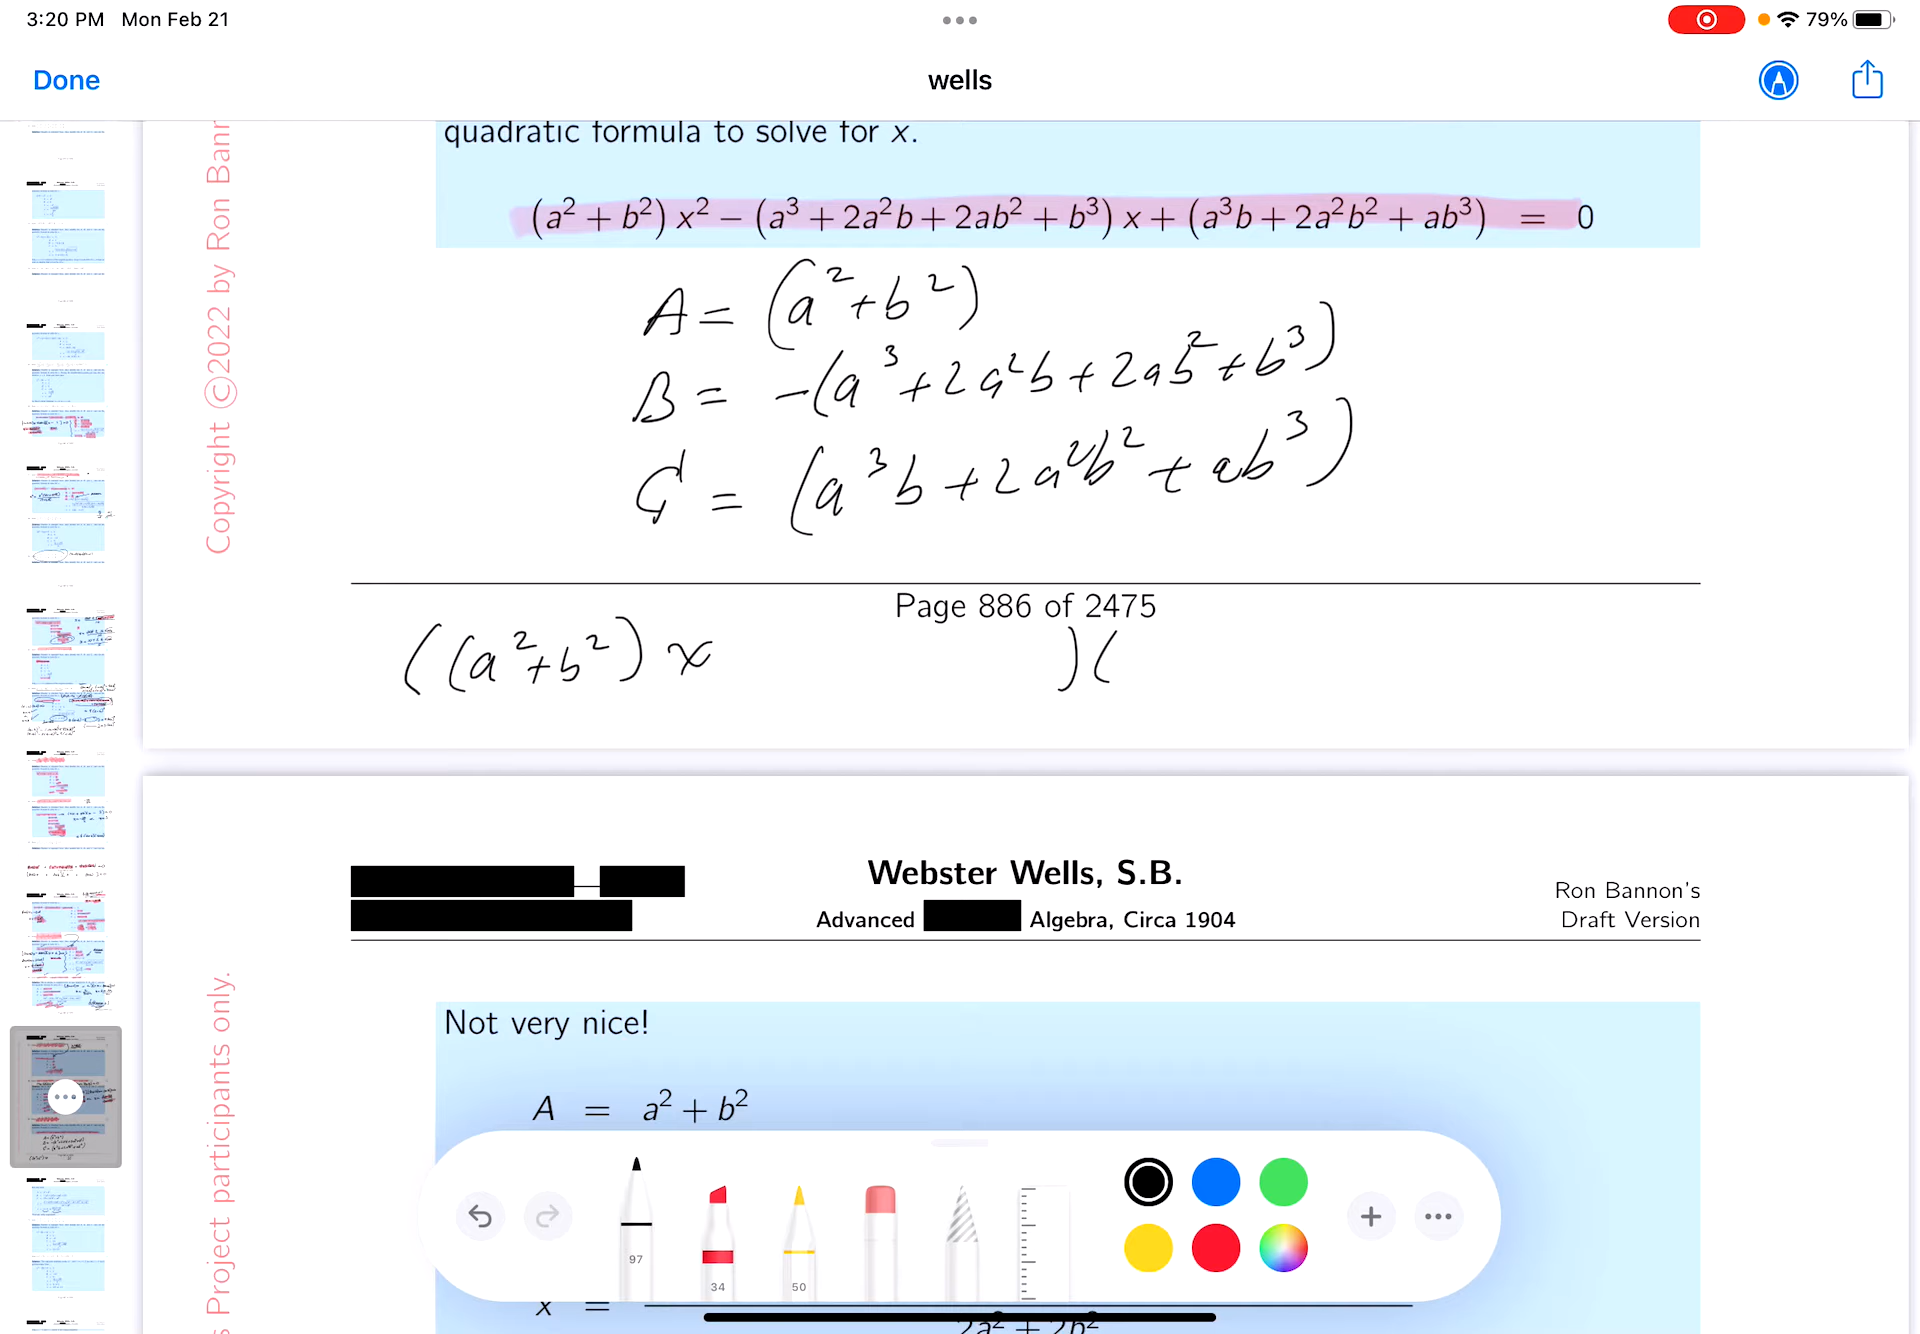 3:20 PM Mon Feb 21
79%
Done
wells
Copyright ©2022 by Ron Bann
quadratic formula to solve for x.
(a² + b²) x² − (a³ + 2a²b + 2ab² + b³) x + (a³b + 2a²b² + ab³) = 0
A = (a²+b²)
B = -(a³+2a²b+2ab²+b³)
C = (a³b+2a²b²+ab³)
Page 886 of 2475
((a²+b²)x )(
Webster Wells, S.B.
Advanced Algebra, Circa 1904
Ron Bannon's
Draft Version
Project participants only.
Not very nice!
A = a² + b²
97
34
50
x =
2a² + 2b²